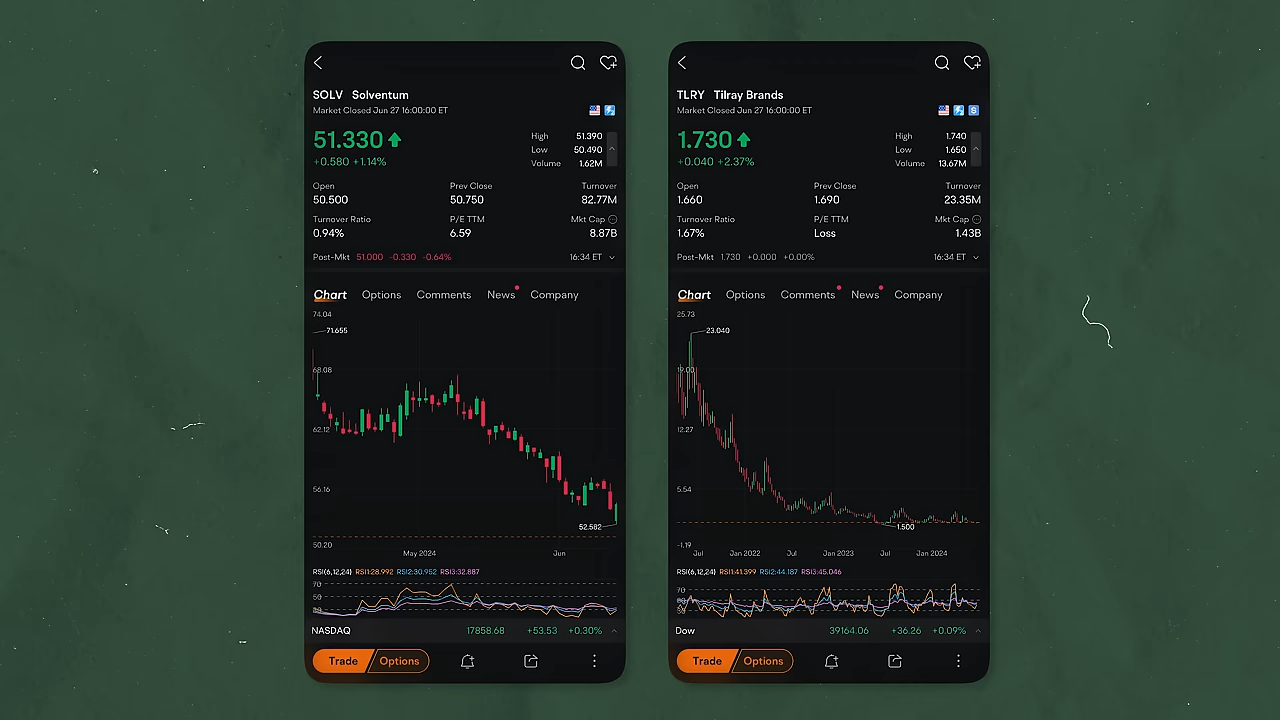 SOLV Solventum
Market Closed Jun 27 16:00:00 ET
51.330
+0.580 +1.14%
High 51.390
Low 50.490
Volume 1.62M
Open Prev Close Turnover
50.500 50.750 82.77M
Turnover Ratio P/E TTM Mkt Cap
0.94% 6.59 8.87B
Post-Mkt 51.000 -0.330 -0.64% 16:34 ET
Chart Options Comments News Company
74.04
71.655
68.08
62.12
56.16
52.582
50.20
May 2024 Jun
RSI(6,12,24) RSI1:28.992 RSI2:30.952 RSI3:32.887
70
50
30
NASDAQ 17858.68 +53.53 +0.30%
Trade Options
TLRY Tilray Brands
Market Closed Jun 27 16:00:00 ET
1.730
+0.040 +2.37%
High 1.740
Low 1.650
Volume 13.67M
Open Prev Close Turnover
1.660 1.690 23.35M
Turnover Ratio P/E TTM Mkt Cap
1.67% Loss 1.43B
Post-Mkt 1.730 +0.000 +0.00% 16:34 ET
Chart Options Comments News Company
25.73
23.040
19.00
12.27
5.54
1.500
-1.19
Jul Jan 2022 Jul Jan 2023 Jul Jan 2024
RSI(6,12,24) RSI1:41.399 RSI2:44.187 RSI3:45.046
70
50
Dow 39164.06 +36.26 +0.09%
Trade Options